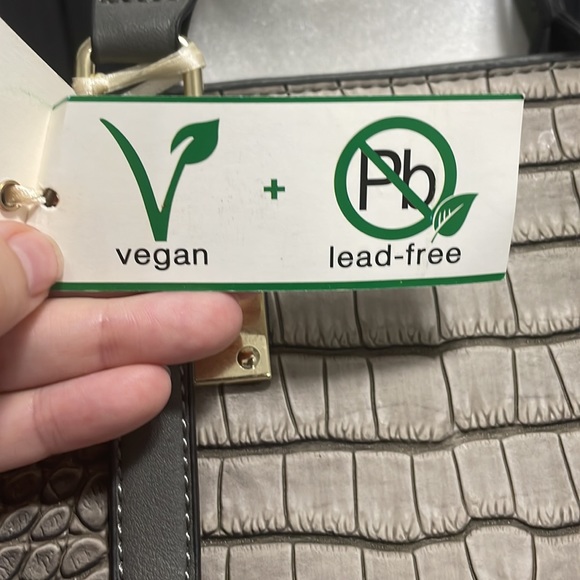 Pb
vegan + lead-free